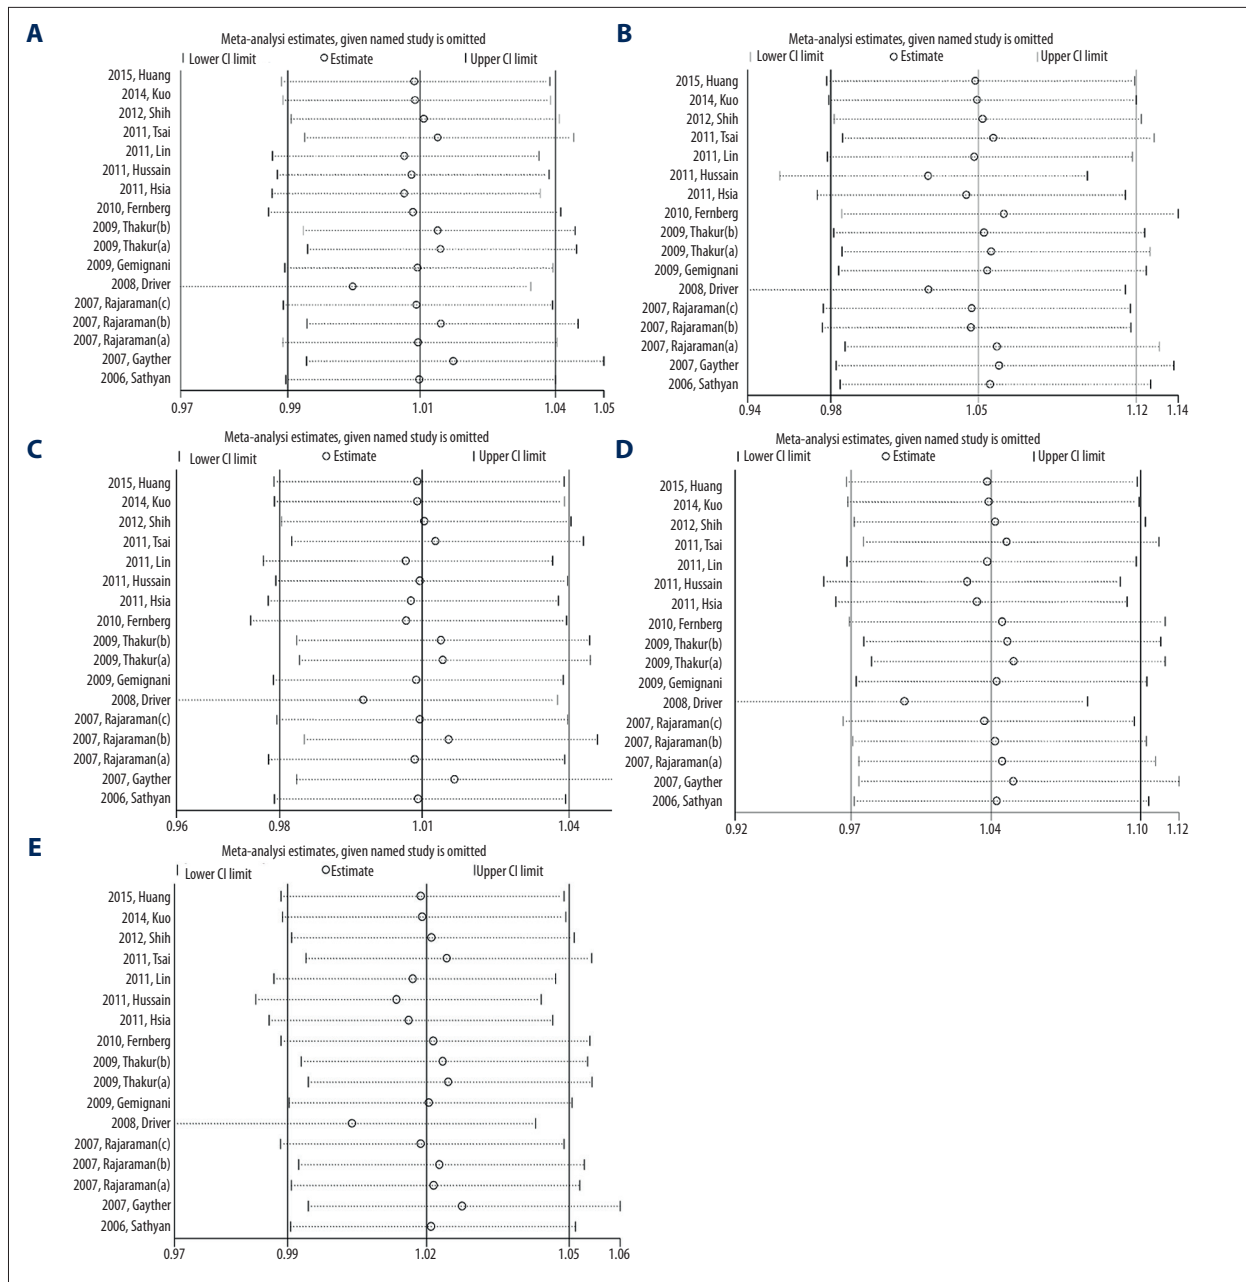 A
Meta-analysi estimates, given named study is omitted
Lower CI limit Estimate Upper CI limit
2015, Huang
2014, Kuo
2012, Shih
2011, Tsai
2011, Lin
2011, Hussain
2011, Hsia
2010, Fernberg
2009, Thakur(b)
2009, Thakur(a)
2009, Gemignani
2008, Driver
2007, Rajaraman(c)
2007, Rajaraman(b)
2007, Rajaraman(a)
2007, Gayther
2006, Sathyan
0.97 0.99 1.01 1.04 1.05
B
Meta-analysi estimates, given named study is omitted
Lower CI limit Estimate Upper CI limit
2015, Huang
2014, Kuo
2012, Shih
2011, Tsai
2011, Lin
2011, Hussain
2011, Hsia
2010, Fernberg
2009, Thakur(b)
2009, Thakur(a)
2009, Gemignani
2008, Driver
2007, Rajaraman(c)
2007, Rajaraman(b)
2007, Rajaraman(a)
2007, Gayther
2006, Sathyan
0.94 0.98 1.05 1.12 1.14
C
Meta-analysi estimates, given named study is omitted
Lower CI limit Estimate Upper CI limit
2015, Huang
2014, Kuo
2012, Shih
2011, Tsai
2011, Lin
2011, Hussain
2011, Hsia
2010, Fernberg
2009, Thakur(b)
2009, Thakur(a)
2009, Gemignani
2008, Driver
2007, Rajaraman(c)
2007, Rajaraman(b)
2007, Rajaraman(a)
2007, Gayther
2006, Sathyan
0.96 0.98 1.01 1.04
D
Meta-analysi estimates, given named study is omitted
Lower CI limit Estimate Upper CI limit
2015, Huang
2014, Kuo
2012, Shih
2011, Tsai
2011, Lin
2011, Hussain
2011, Hsia
2010, Fernberg
2009, Thakur(b)
2009, Thakur(a)
2009, Gemignani
2008, Driver
2007, Rajaraman(c)
2007, Rajaraman(b)
2007, Rajaraman(a)
2007, Gayther
2006, Sathyan
0.92 0.97 1.04 1.10 1.12
E
Meta-analysi estimates, given named study is omitted
Lower CI limit Estimate Upper CI limit
2015, Huang
2014, Kuo
2012, Shih
2011, Tsai
2011, Lin
2011, Hussain
2011, Hsia
2010, Fernberg
2009, Thakur(b)
2009, Thakur(a)
2009, Gemignani
2008, Driver
2007, Rajaraman(c)
2007, Rajaraman(b)
2007, Rajaraman(a)
2007, Gayther
2006, Sathyan
0.97 0.99 1.02 1.05 1.06